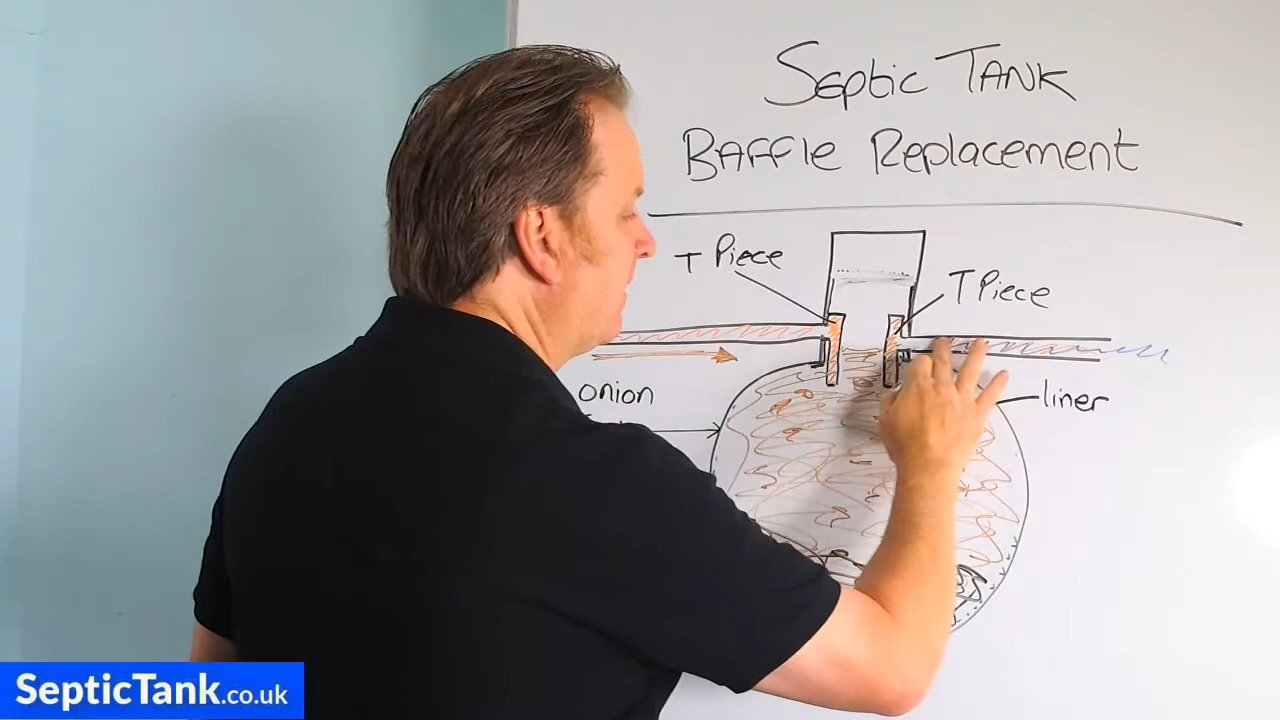 Septic Tank
Baffle Replacement
T Piece
T Piece
onion
liner
SepticTank.co.uk